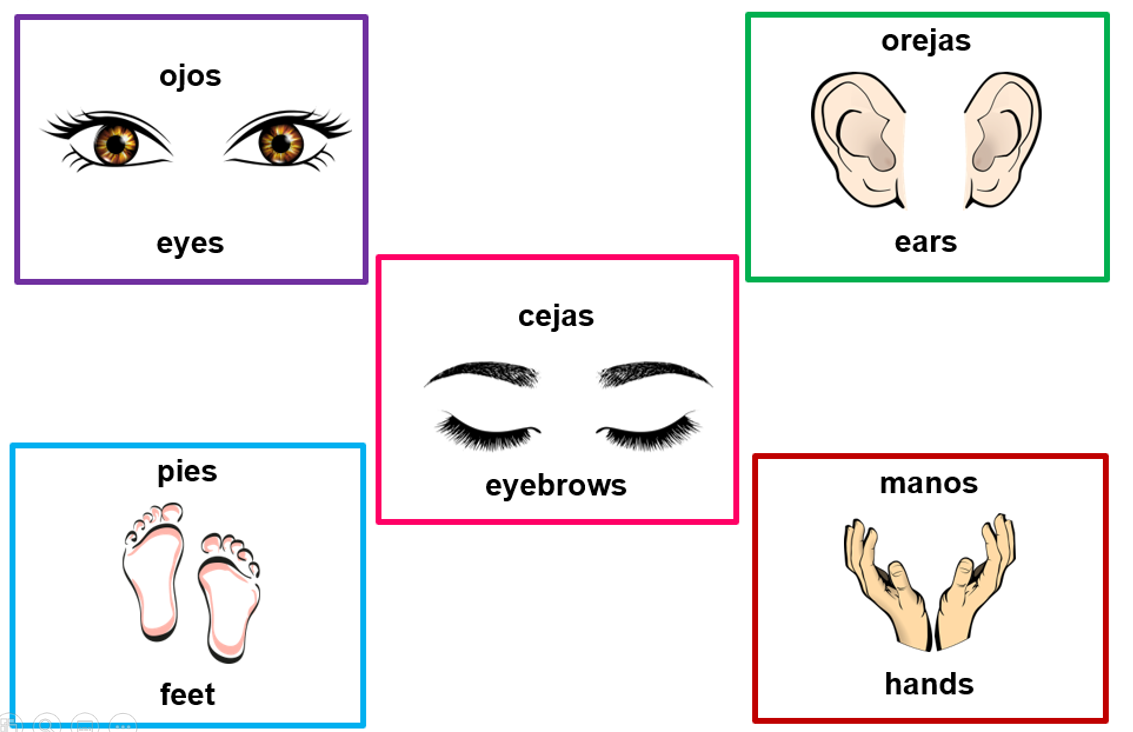 ojos
eyes
orejas
ears
cejas
eyebrows
pies
feet
manos
hands